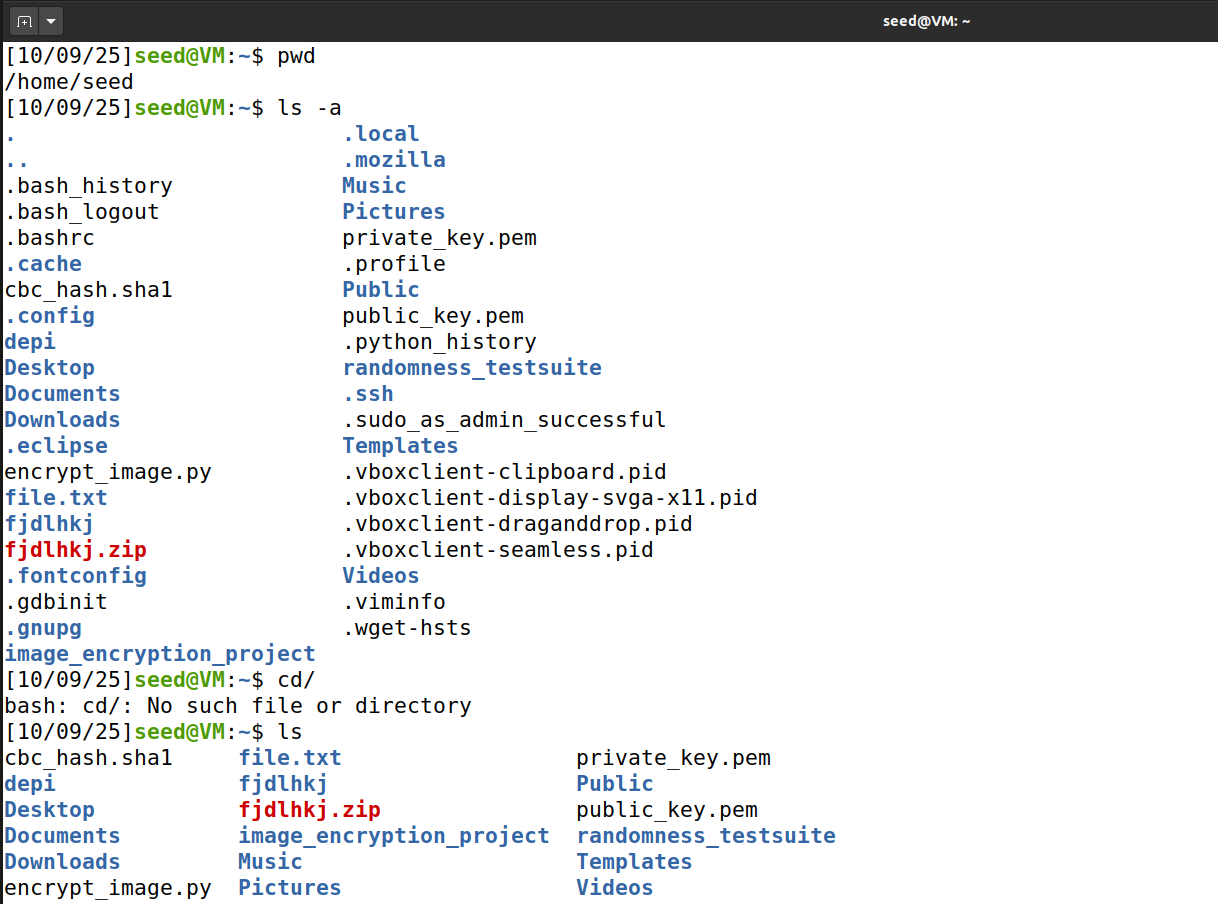 seed@VM: ~
[10/09/25]seed@VM:~$ pwd
/home/seed
[10/09/25]seed@VM:~$ ls -a
. .local
.. .mozilla
.bash_history Music
.bash_logout Pictures
.bashrc private_key.pem
.cache .profile
cbc_hash.sha1 Public
.config public_key.pem
depi .python_history
Desktop randomness_testsuite
Documents .ssh
Downloads .sudo_as_admin_successful
.eclipse Templates
encrypt_image.py .vboxclient-clipboard.pid
file.txt .vboxclient-display-svga-x11.pid
fjdlhkj .vboxclient-draganddrop.pid
fjdlhkj.zip .vboxclient-seamless.pid
.fontconfig Videos
.gdbinit .viminfo
.gnupg .wget-hsts
image_encryption_project
[10/09/25]seed@VM:~$ cd/
bash: cd/: No such file or directory
[10/09/25]seed@VM:~$ ls
cbc_hash.sha1 file.txt private_key.pem
depi fjdlhkj Public
Desktop fjdlhkj.zip public_key.pem
Documents image_encryption_project randomness_testsuite
Downloads Music Templates
encrypt_image.py Pictures Videos